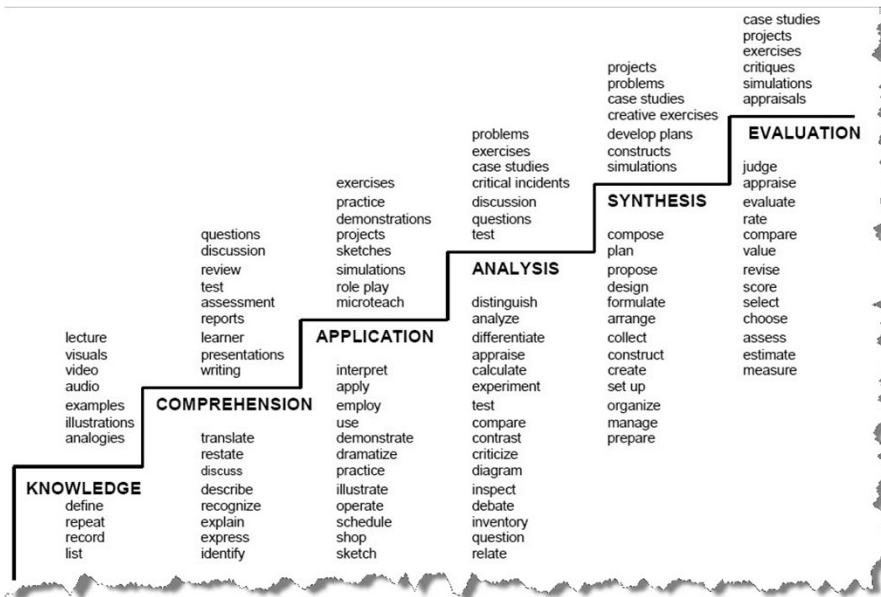 lecture
visuals
video
audio
examples
illustrations
analogies
KNOWLEDGE
define
repeat
record
list
questions
discussion
review
test
assessment
reports
learner
presentations
writing
COMPREHENSION
translate
restate
discuss
describe
recognize
explain
express
identify
exercises
practice
demonstrations
projects
sketches
simulations
role play
microteach
APPLICATION
interpret
apply
employ
use
demonstrate
dramatize
practice
illustrate
operate
schedule
shop
sketch
problems
exercises
case studies
critical incidents
discussion
questions
test
ANALYSIS
distinguish
analyze
differentiate
appraise
calculate
experiment
test
compare
contrast
criticize
diagram
inspect
debate
inventory
question
relate
projects
problems
case studies
creative exercises
develop plans
constructs
simulations
SYNTHESIS
compose
plan
propose
design
formulate
arrange
collect
construct
create
set up
organize
manage
prepare
case studies
projects
exercises
critiques
simulations
appraisals
EVALUATION
judge
appraise
evaluate
rate
compare
value
revise
score
select
choose
assess
estimate
measure